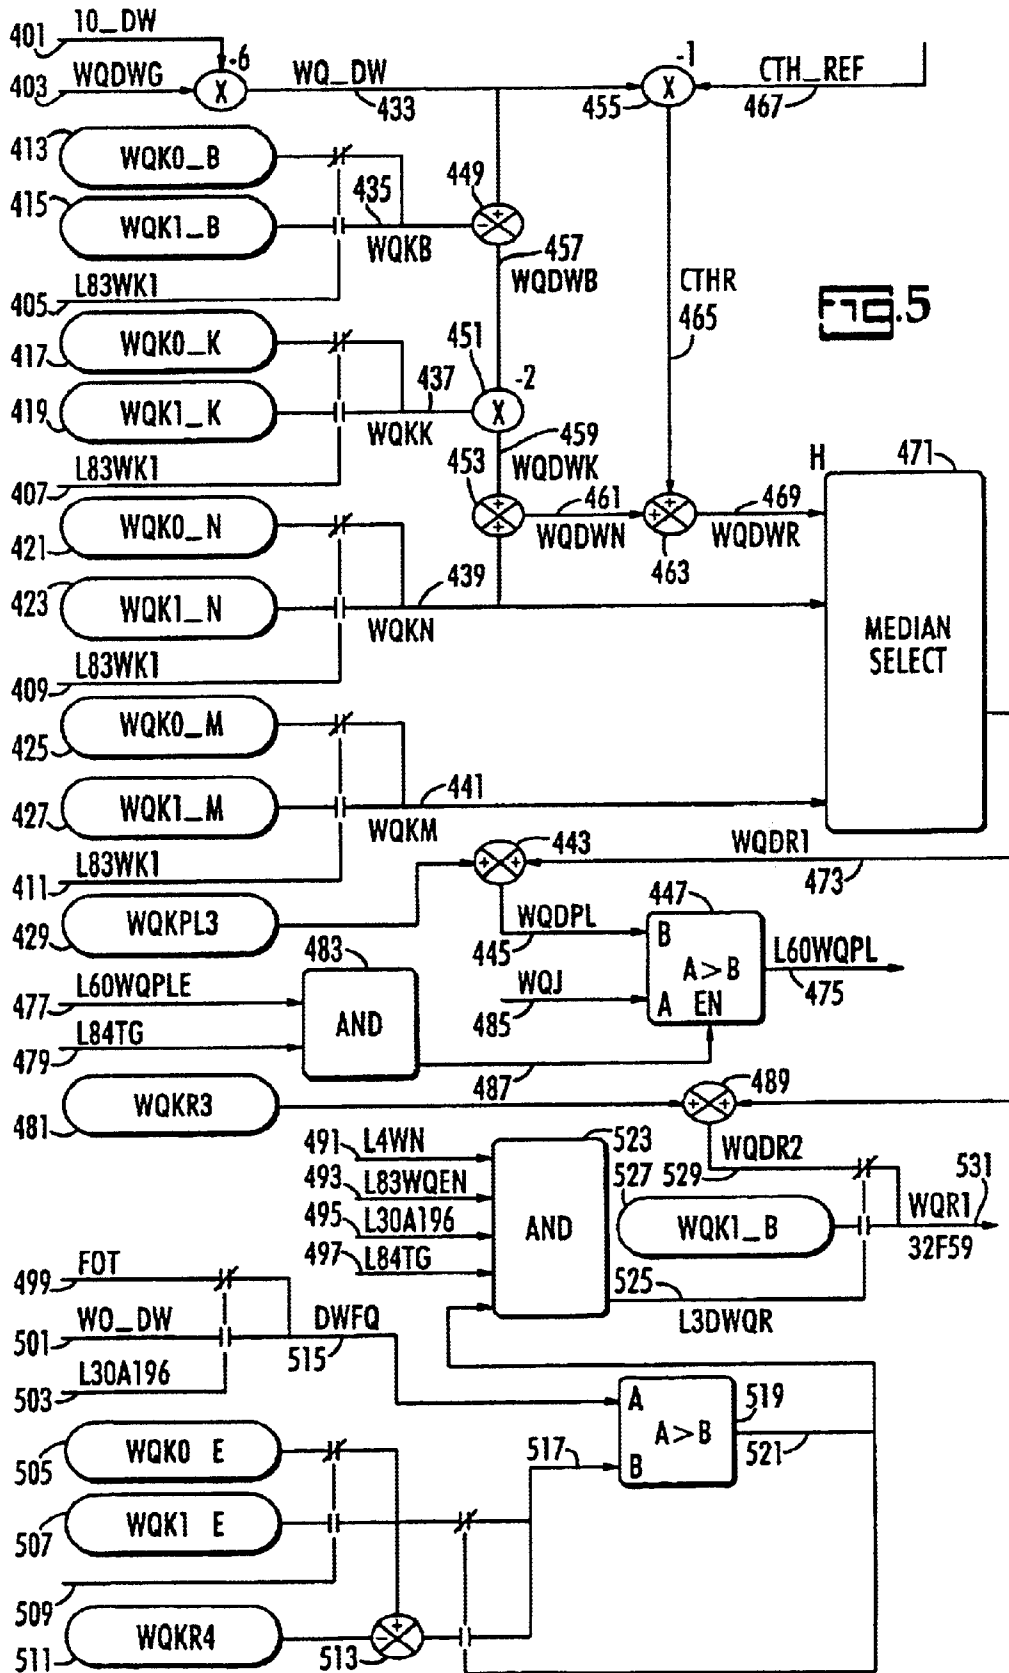 401 10_DW -6 -1
403 WQDWG X WQ_DW 433 455 X CTH_REF 467
413 WQK0_B
435 449 + -
415 WQK1_B
WQKB
457
WQDWB
405 L83WK1
CTHR
465
FIG.5
417 WQK0_K
451 -2
437 X
419 WQK1_K
WQKK
459
WQDWK
407 L83WK1
453 + +
H 471
421 WQK0_N
461 WQDWN
+ + 463
469 WQDWR
423 WQK1_N
439
WQKN
MEDIAN
SELECT
409 L83WK1
425 WQK0_M
427 WQK1_M
441
WQKM
411 L83WK1
443 + +
WQDR1
473
429 WQKPL3
WQDPL
445
447
B
A>B
A EN
L60WQPL
475
483
477 L60WQPLE
WQJ
485
479 L84TG
AND
487
481 WQKR3
489 + +
491 L4WN
523
WQDR2
529
493 L83WQEN
527
531
495 L30A196
AND
WQK1_B
WQR1
32F59
497 L84TG
525
L3DWQR
499 FOT
501 WO_DW
DWFQ
515
503 L30A196
A
519
A>B
521
B
517
505 WQK0 E
507 WQK1 E
509
511 WQKR4
+ -
513